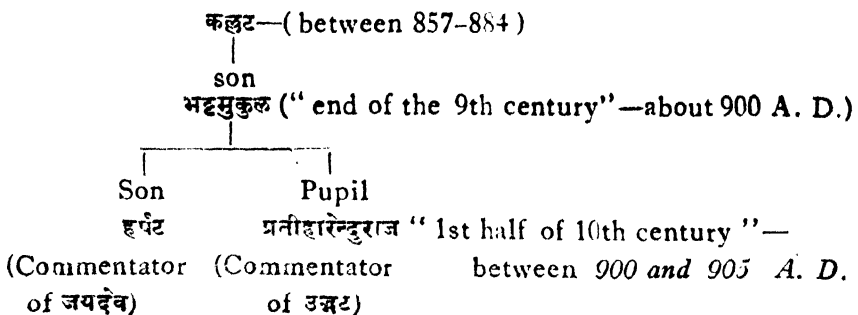 कल्लट—( between 857–884 )
son
भट्टमुकुल (“ end of the 9th century”—about 900 A. D.)
Son Pupil
हर्षट प्रतीहारेन्दुराज “ 1st half of 10th century ”—
(Commentator (Commentator between 900 and 905 A. D.
of जयदेव) of उद्भट)